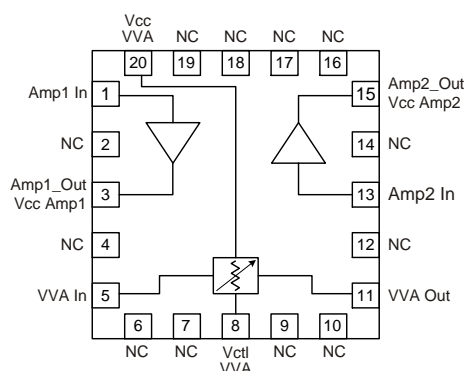 Vcc
VVA
NC
NC
NC
NC
20
19
18
17
16
Amp1 In
1
NC
2
Amp1_Out
Vcc Amp1
3
NC
4
VVA In
5
15
Amp2_Out
Vcc Amp2
14
NC
13
Amp2 In
12
NC
11
VVA Out
6
7
8
9
10
NC
NC
Vctl
VVA
NC
NC